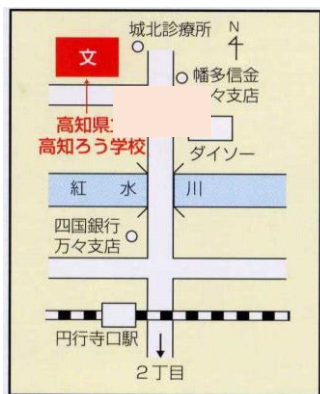 城北診療所
N
文
幡多信金
々支店
高知県
高知ろう学校
ダイソー
紅水川
四国銀行
万々支店
円行寺口駅
2丁目